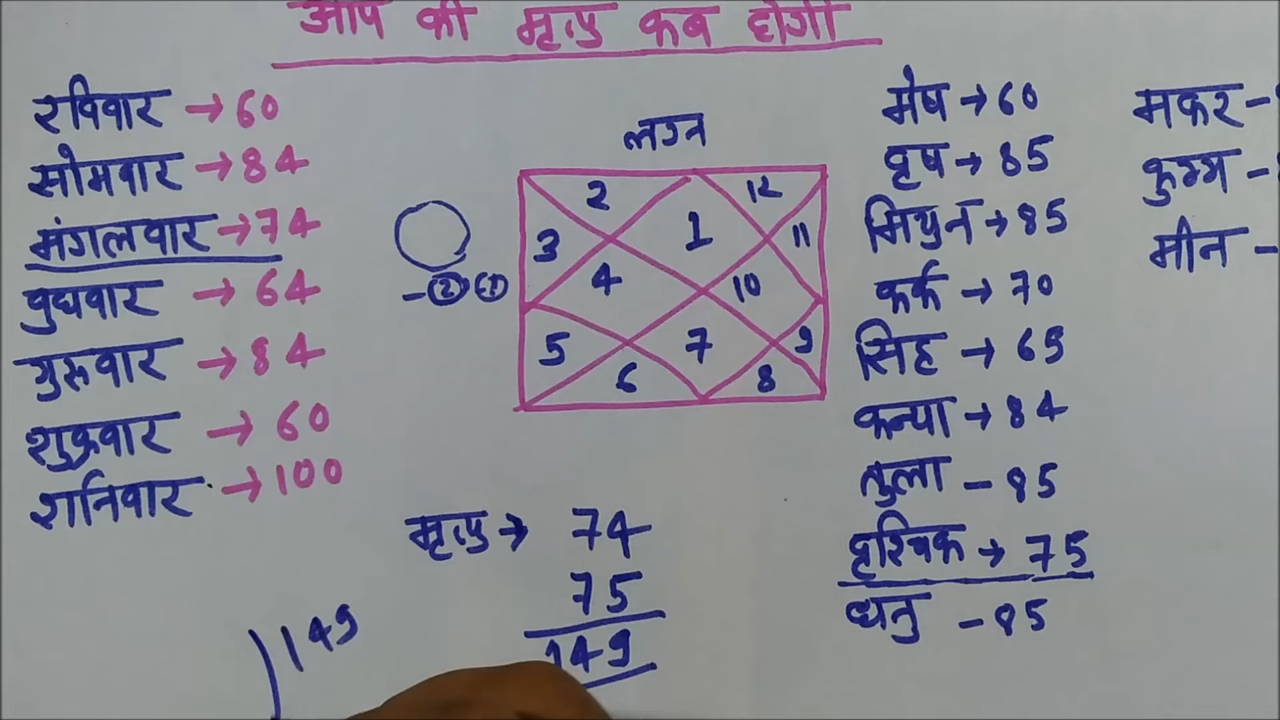 आप की मृत्यु कब होगी
रविवार → 60
सोमवार → 84
मंगलवार → 74
बुधवार → 64
गुरुवार → 84
शुक्रवार → 60
शनिवार → 100
लग्न
2 12
3 1 11
4 10
5 7 9
6 8
- 2 1
मेष → 60
वृष → 85
मिथुन → 85
कर्क → 70
सिंह → 65
कन्या → 84
तुला - 85
वृश्चिक → 75
धनु - 85
मकर -
कुम्भ -
मीन -
मृत्यु → 74
75
149
)149